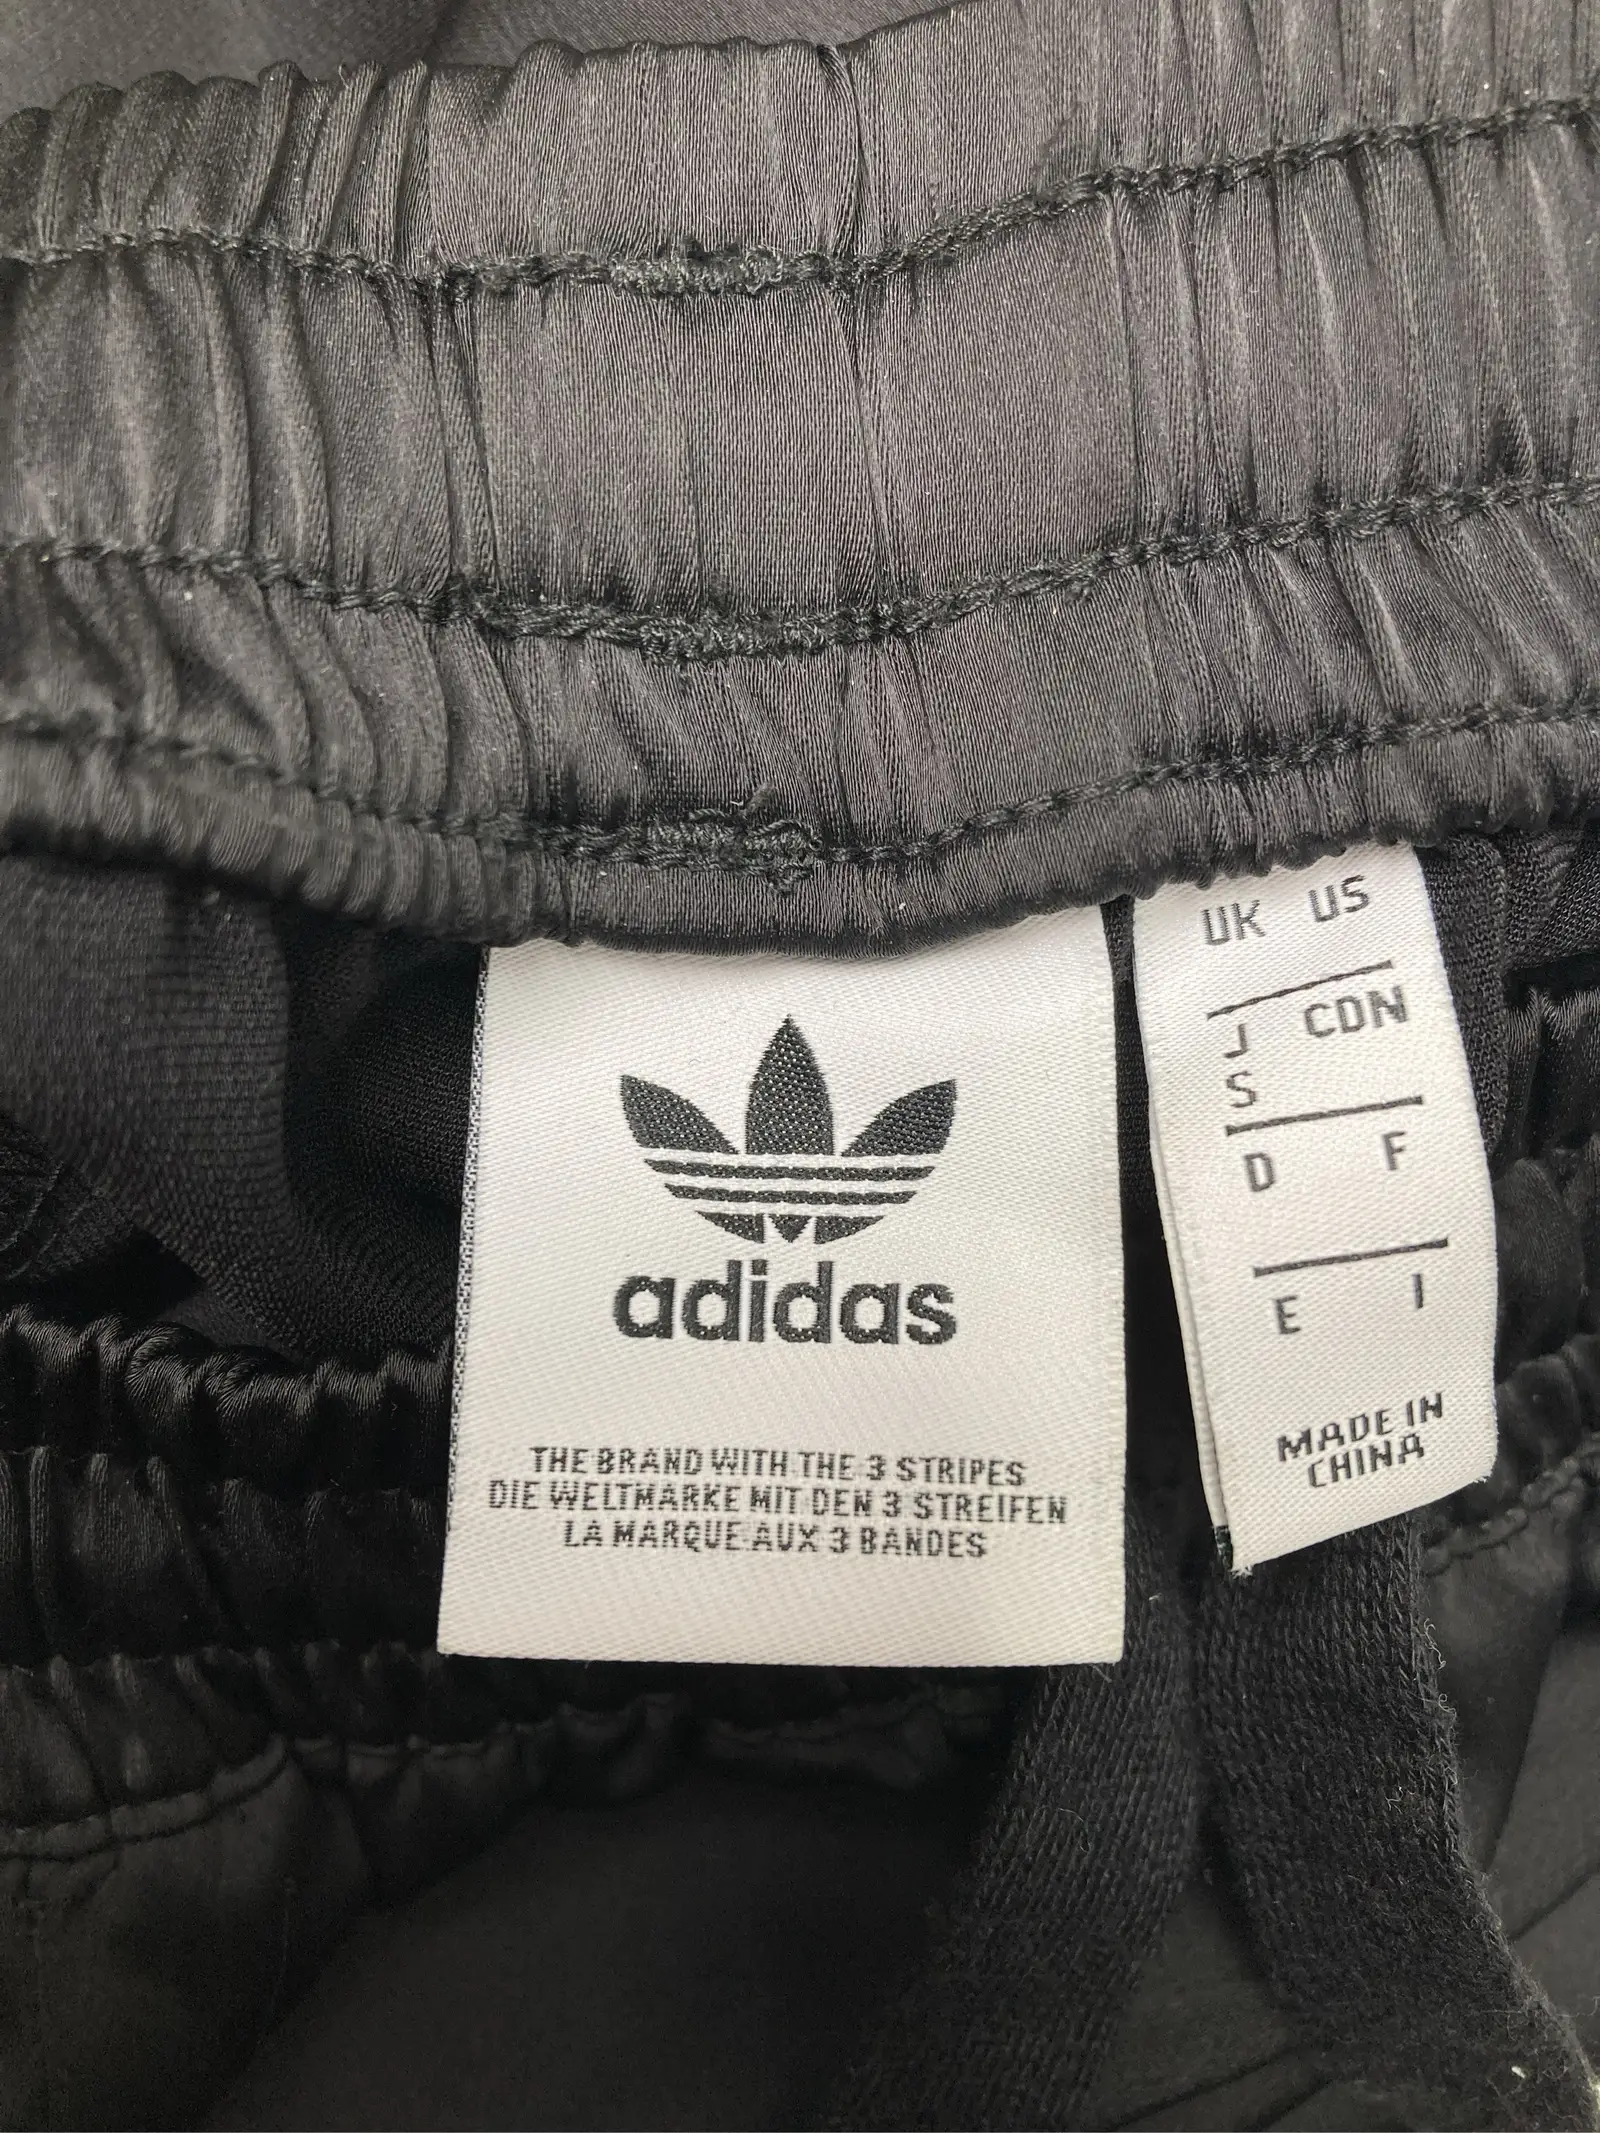 adidas
THE BRAND WITH THE 3 STRIPES
DIE WELTMARKE MIT DEN 3 STREIFEN
LA MARQUE AUX 3 BANDES
UK US
J CDN
S
D F
E I
MADE IN
CHINA